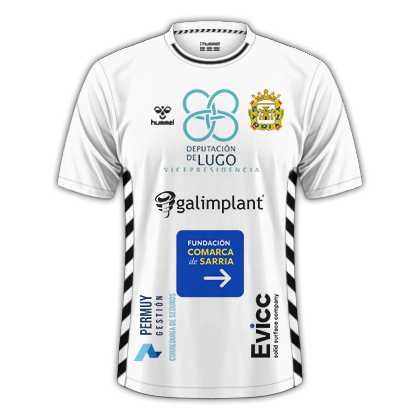 hummel
hummel
DEPUTACIÓN
DE LUGO
VICEPRESIDENCIA
galimplant
FUNDACIÓN
COMARCA
de SARRIA
PERMUY
GESTIÓN
CORREDURÍA DE SEGUROS
Evicc
solid surface company